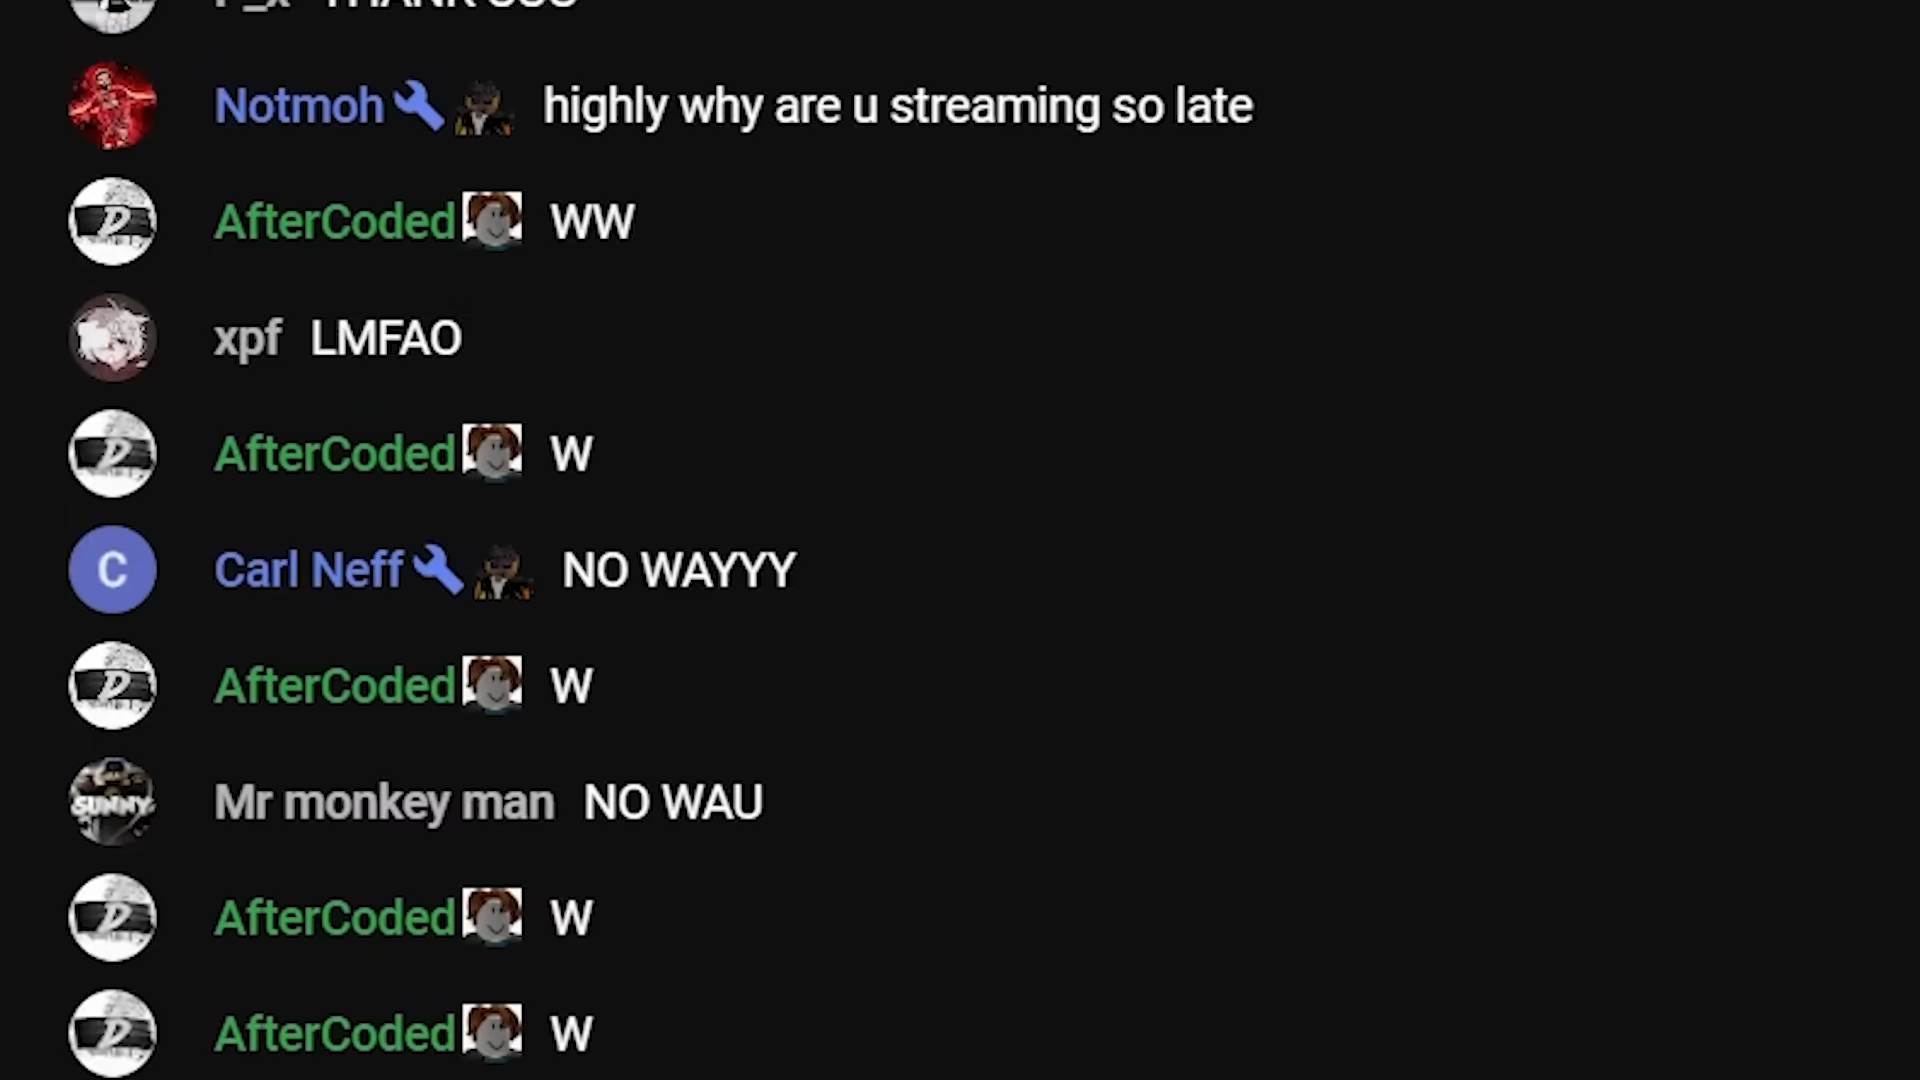 Notmoh highly why are u streaming so late
AfterCoded WW
xpf LMFAO
AfterCoded W
C Carl Neff NO WAYYY
AfterCoded W
SUNNY Mr monkey man NO WAU
AfterCoded W
AfterCoded W